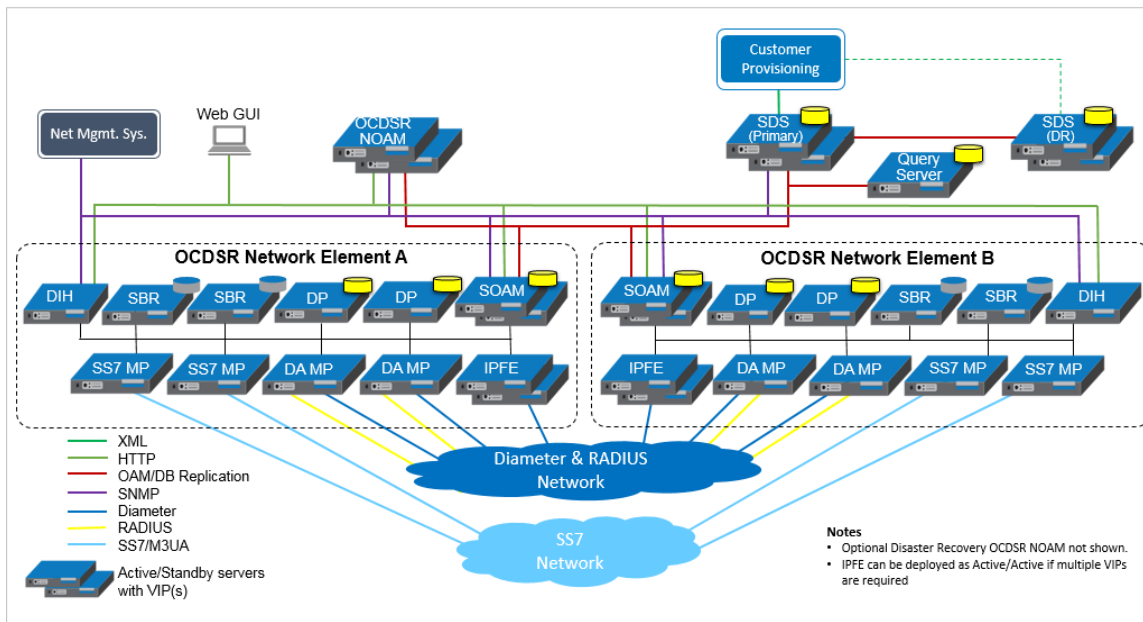 Customer
Provisioning
Net Mgmt. Sys.
Web GUI
OCDSR
NOAM
SDS
(Primary)
SDS
(DR)
Query
Server
OCDSR Network Element A
DIH
SBR
SBR
DP
DP
SOAM
SS7 MP
SS7 MP
DA MP
DA MP
IPFE
OCDSR Network Element B
SOAM
DP
DP
SBR
SBR
DIH
IPFE
DA MP
DA MP
SS7 MP
SS7 MP
XML
HTTP
OAM/DB Replication
SNMP
Diameter
RADIUS
SS7/M3UA
Active/Standby servers
with VIP(s)
Diameter & RADIUS
Network
SS7
Network
Notes
• Optional Disaster Recovery OCDSR NOAM not shown.
• IPFE can be deployed as Active/Active if multiple VIPs
are required